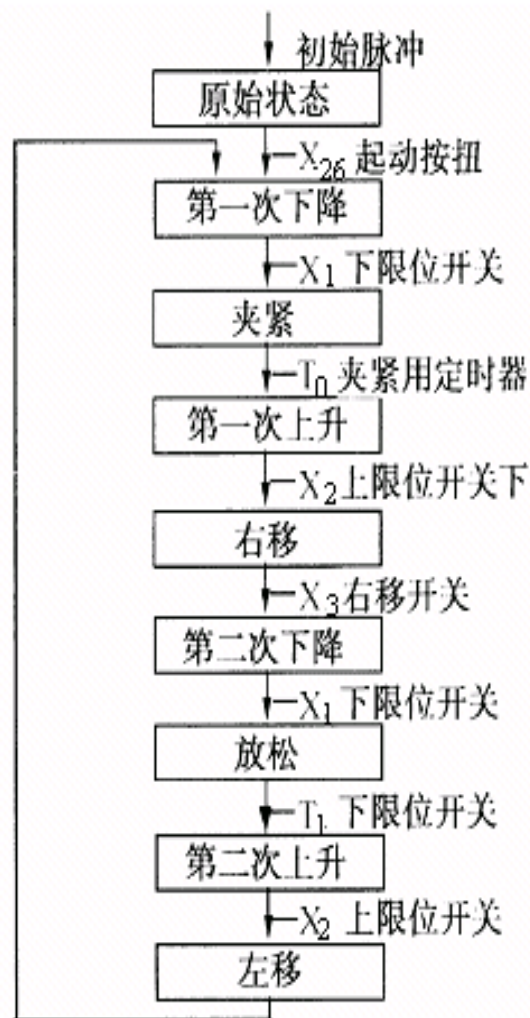 初始脉冲
原始状态
X26 起动按扭
第一次下降
X1 下限位开关
夹紧
T0 夹紧用定时器
第一次上升
X2上限位开关下
右移
X3右移开关
第二次下降
X1 下限位开关
放松
T1 下限位开关
第二次上升
X2 上限位开关
左移